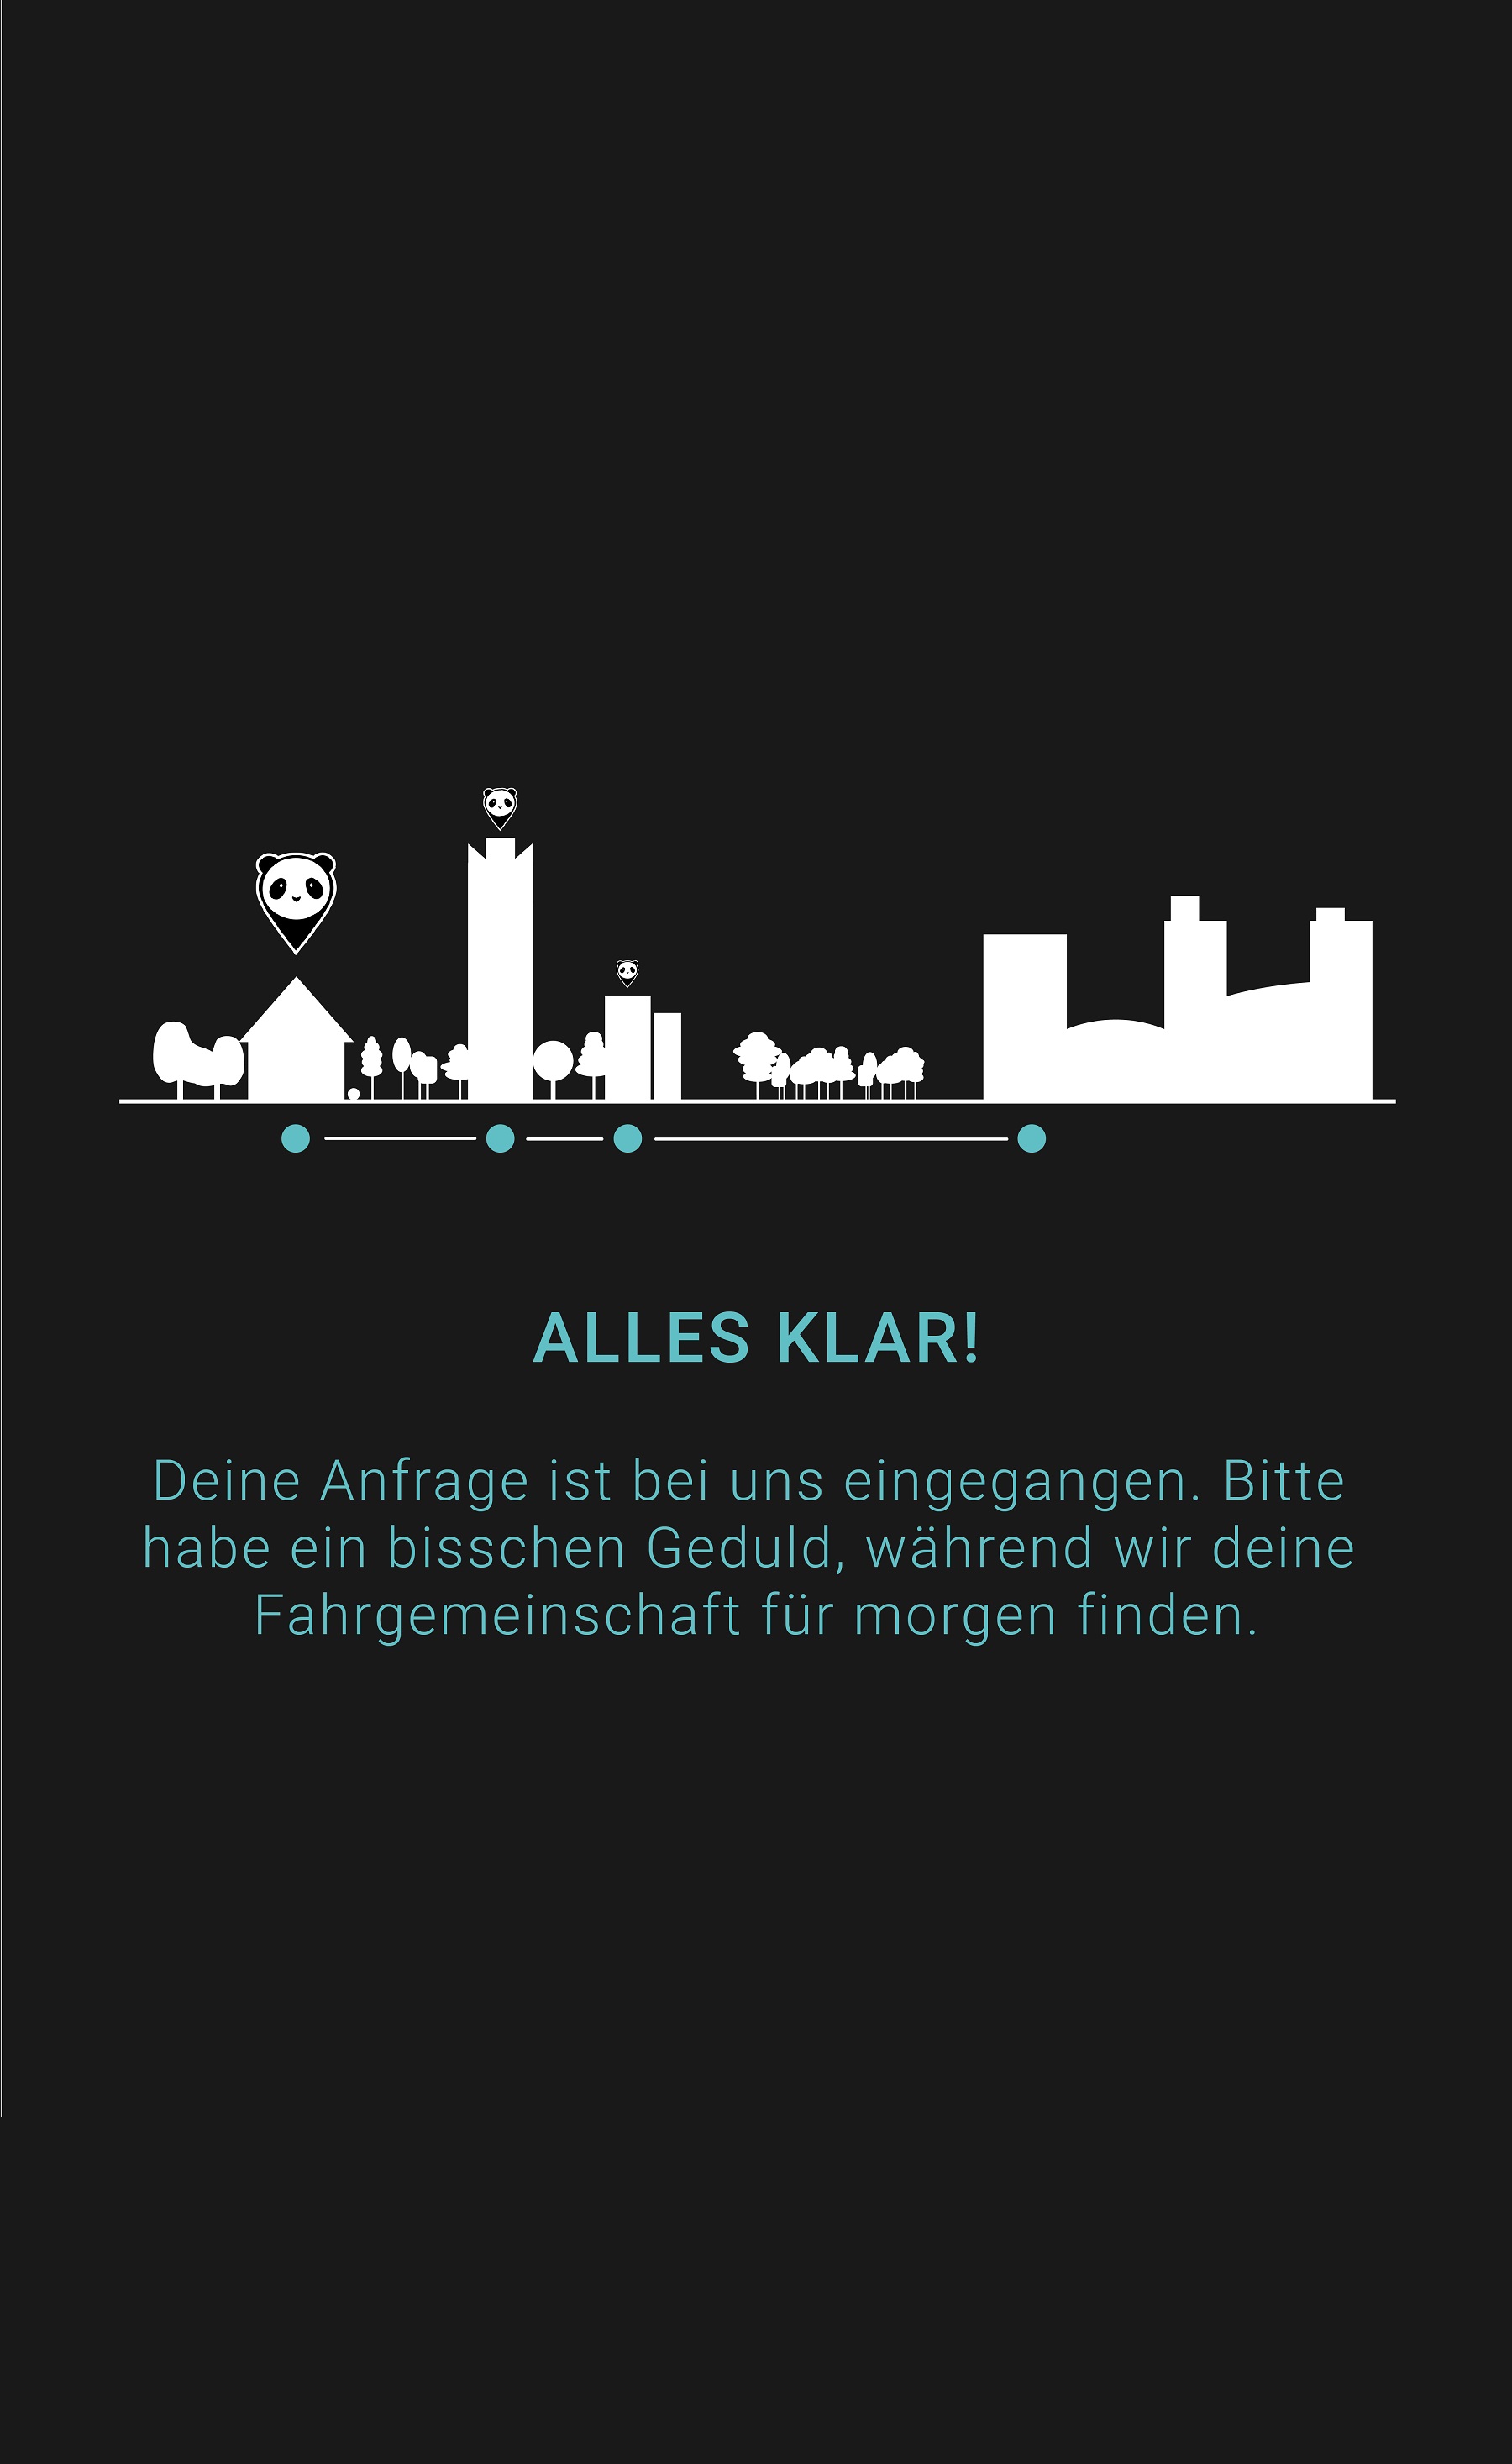 ALLES KLAR!
Deine Anfrage ist bei uns eingegangen. Bitte
habe ein bisschen Geduld, während wir deine
Fahrgemeinschaft für morgen finden.